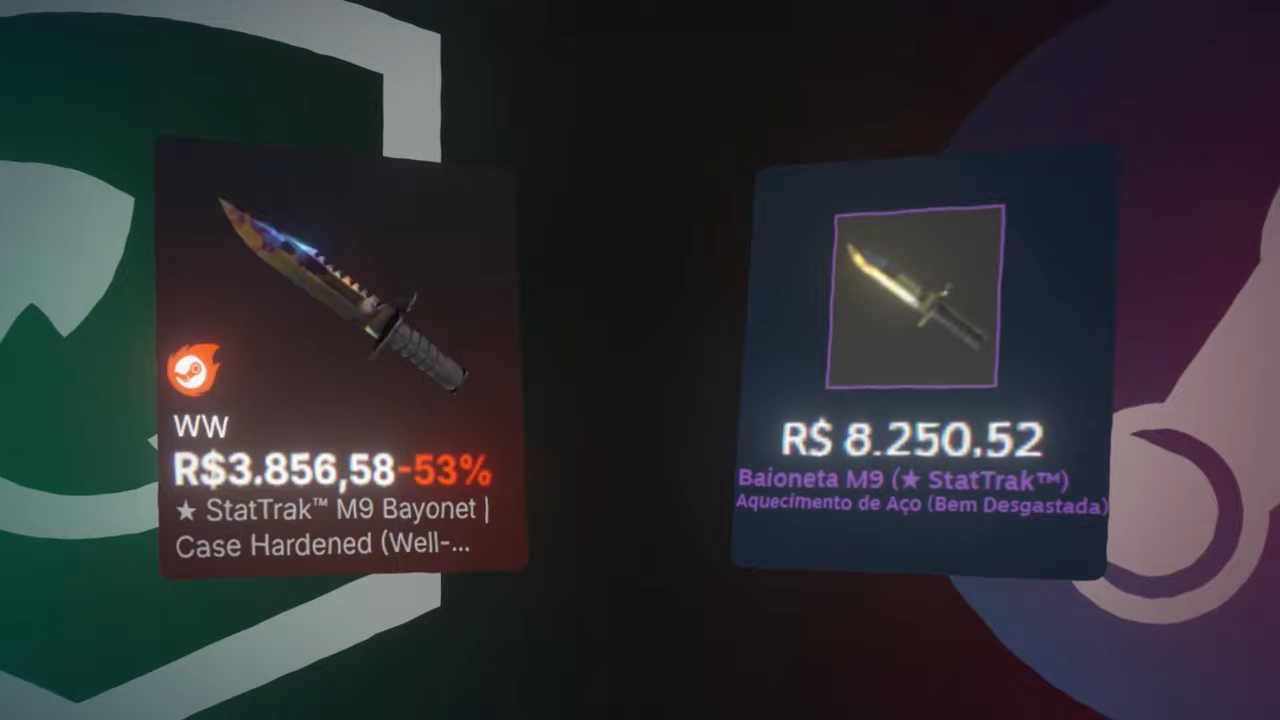 WW
R$3.856,58-53%
★ StatTrak™ M9 Bayonet |
Case Hardened (Well-...
R$ 8.250,52
Baioneta M9 (★ StatTrak™)
Aquecimento de Aço (Bem Desgastada)